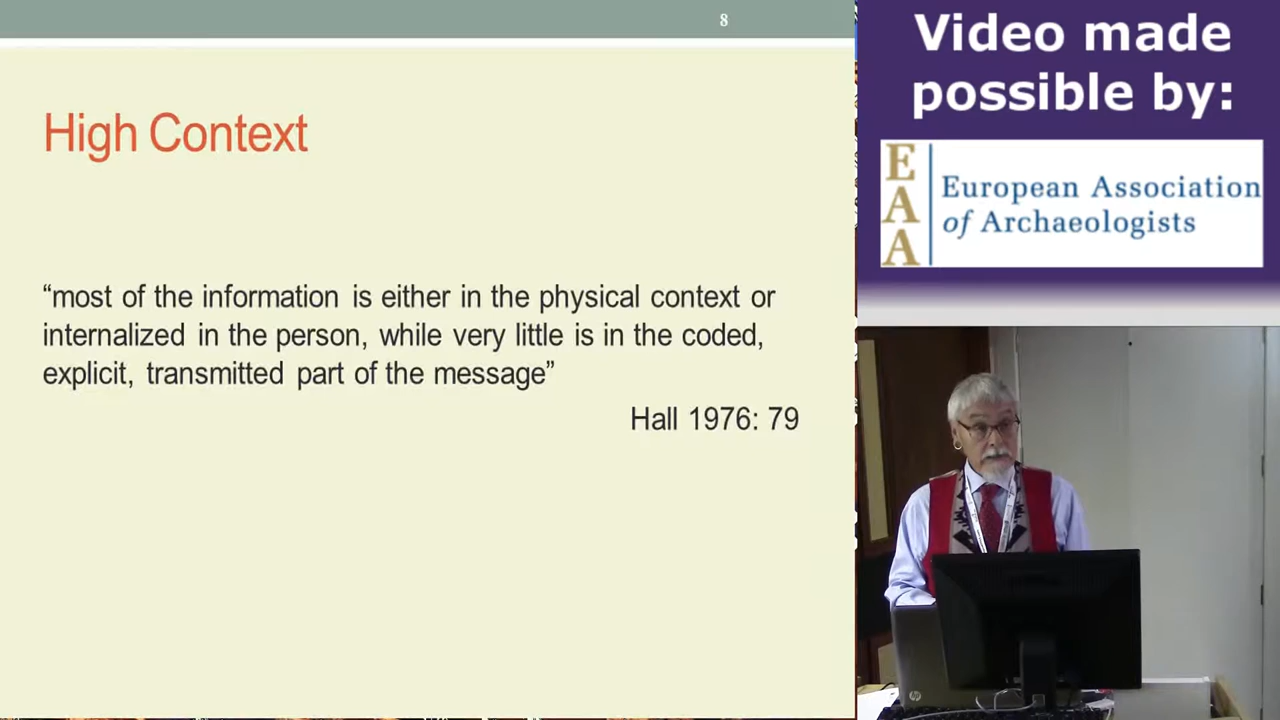 8
High Context
“most of the information is either in the physical context or
internalized in the person, while very little is in the coded,
explicit, transmitted part of the message”
Hall 1976: 79
Video made
possible by:
EAA
European Association
of Archaeologists
hp